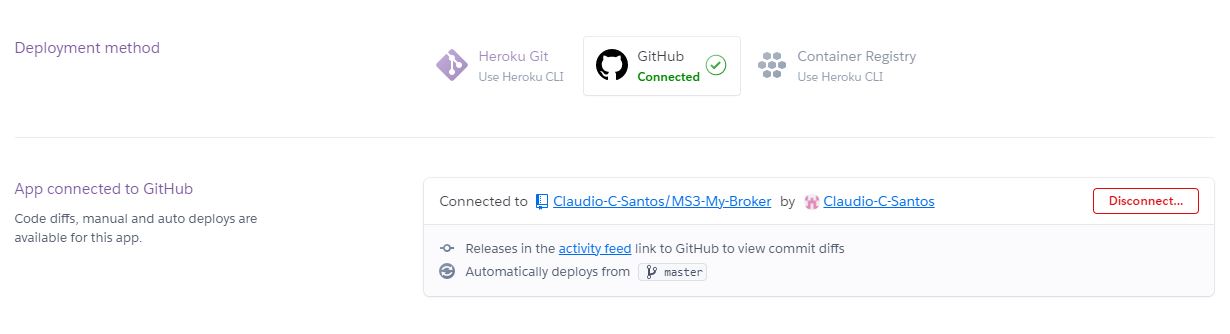 Deployment method
Heroku Git
Use Heroku CLI
GitHub
Connected
Container Registry
Use Heroku CLI
App connected to GitHub
Code diffs, manual and auto deploys are
available for this app.
Connected to Claudio-C-Santos/MS3-My-Broker by Claudio-C-Santos
Disconnect...
Releases in the activity feed link to GitHub to view commit diffs
Automatically deploys from master